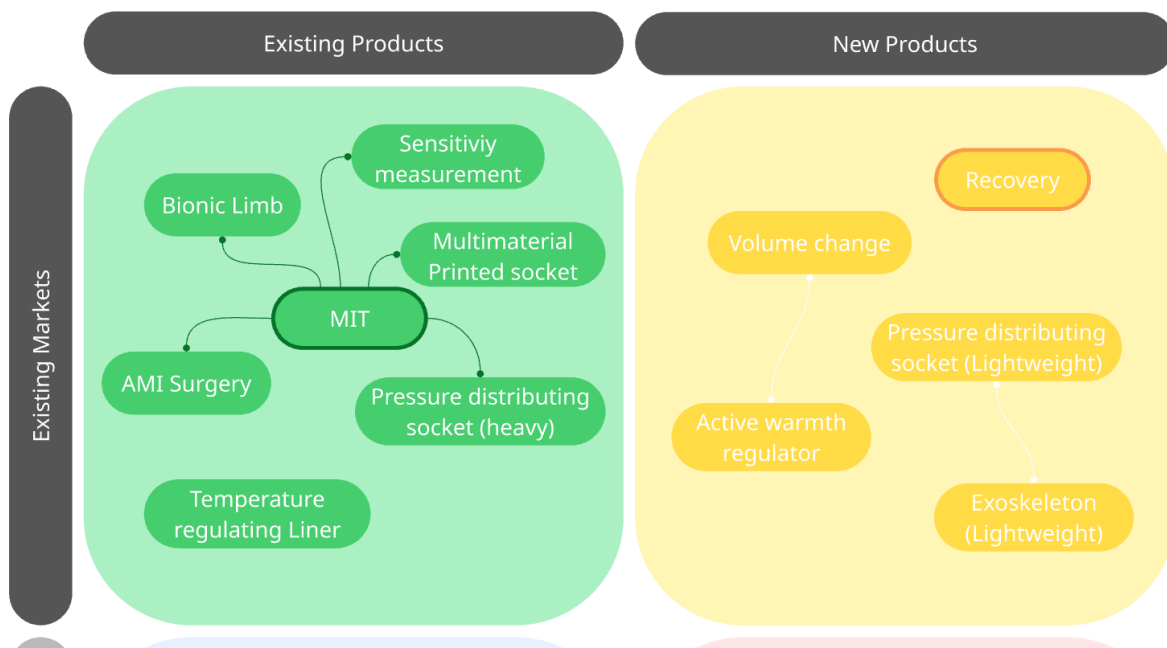 Existing Products
New Products
Existing Markets
Sensitiviy
measurement
Bionic Limb
Multimaterial
Printed socket
MIT
AMI Surgery
Pressure distributing
socket (heavy)
Temperature
regulating Liner
Recovery
Volume change
Pressure distributing
socket (Lightweight)
Active warmth
regulator
Exoskeleton
(Lightweight)